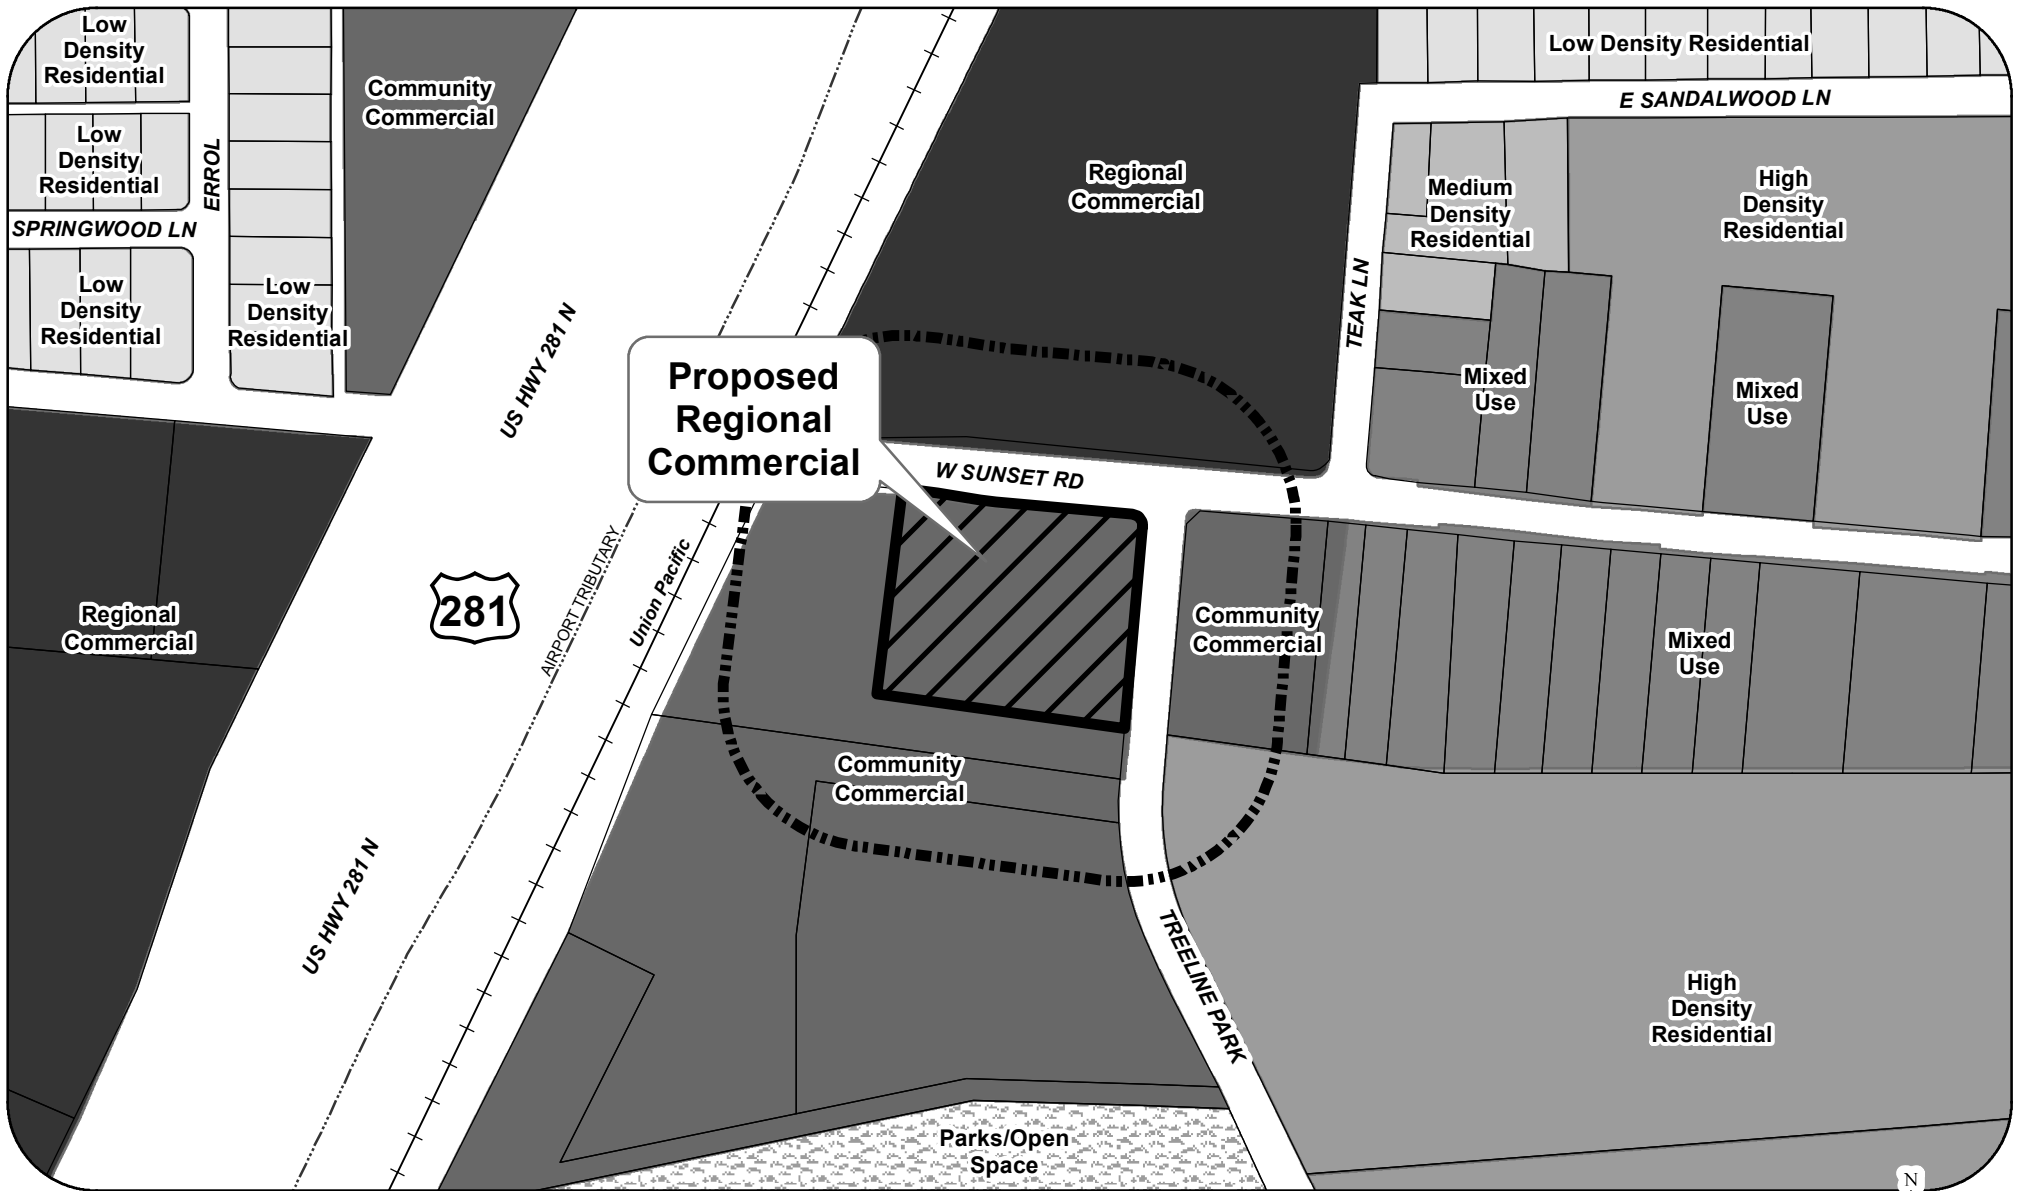 Low
Density
Residential
Community
Commercial
Low Density Residential
E SANDALWOOD LN
Low
Density
Residential
ERROL
Regional
Commercial
Medium
Density
Residential
High
Density
Residential
SPRINGWOOD LN
Low
Density
Residential
Low
Density
Residential
US HWY 281 N
TEAK LN
Proposed
Regional
Commercial
Mixed
Use
Mixed
Use
W SUNSET RD
AIRPORT TRIBUTARY
Union Pacific
281
Regional
Commercial
Community
Commercial
Mixed
Use
Community
Commercial
US HWY 281 N
TREELINE PARK
High
Density
Residential
Parks/Open
Space
N